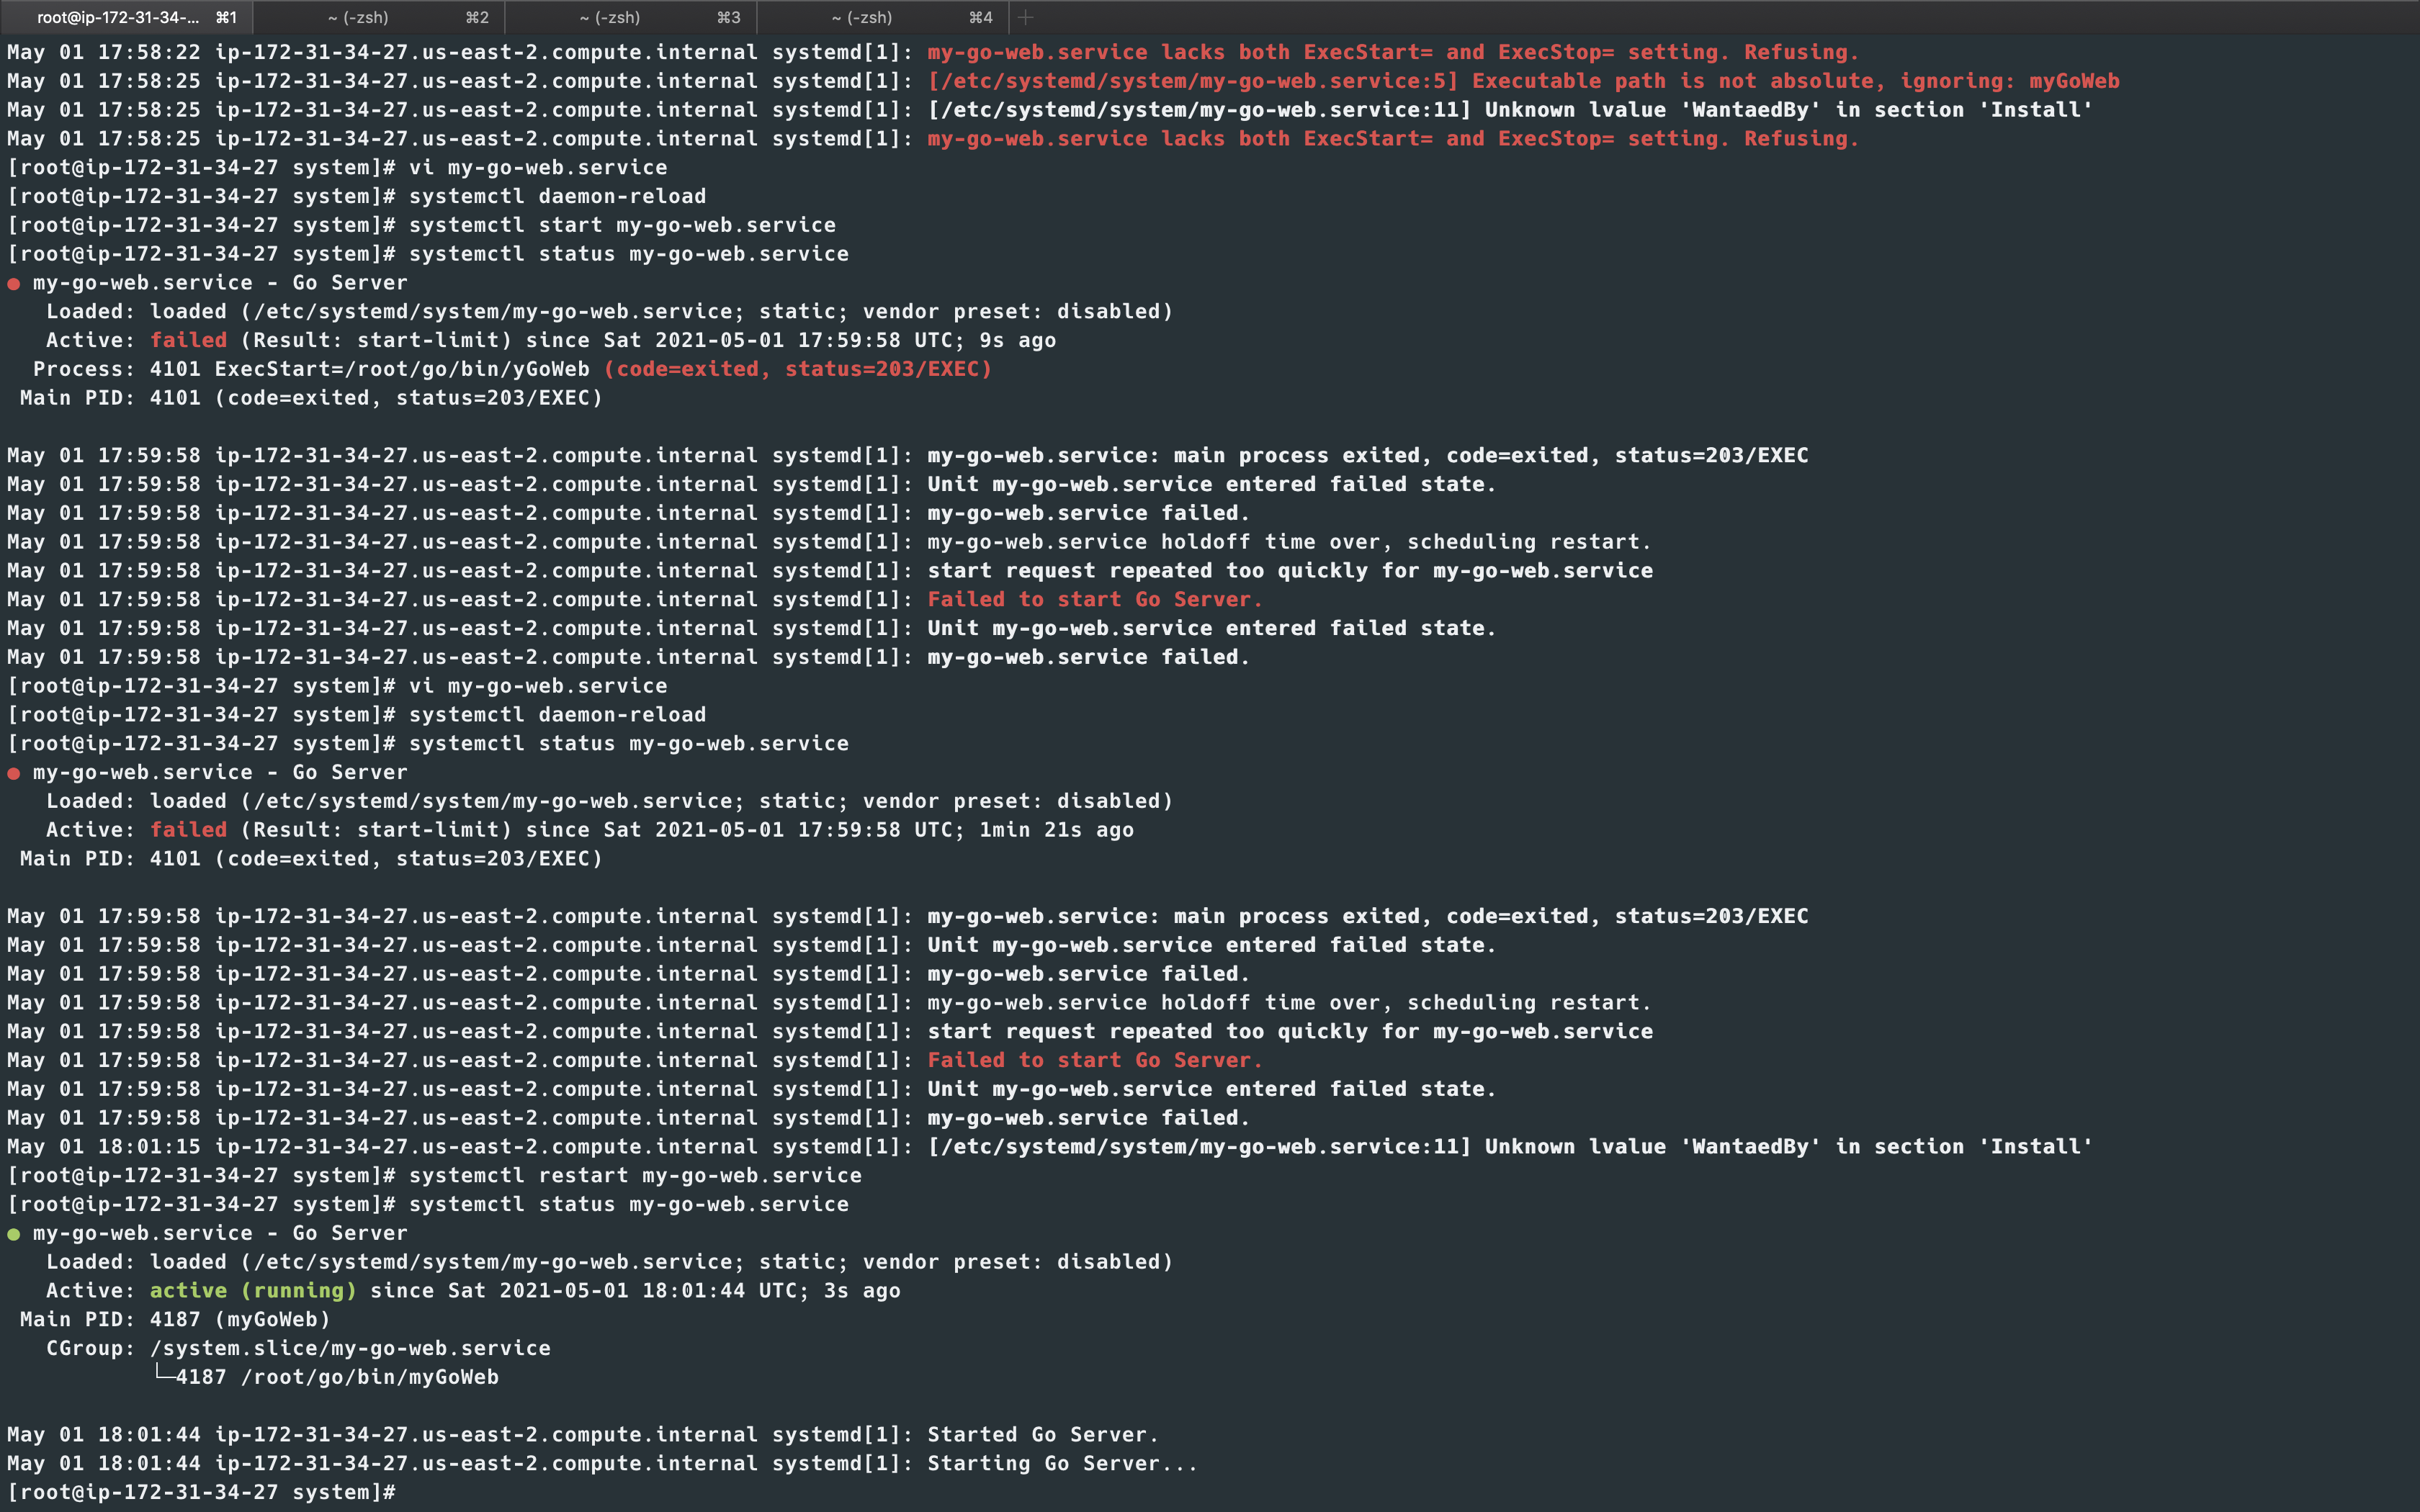 root@ip-172-31-34-... ⌘1 ~ (-zsh) ⌘2 ~ (-zsh) ⌘3 ~ (-zsh) ⌘4 +
May 01 17:58:22 ip-172-31-34-27.us-east-2.compute.internal systemd[1]: my-go-web.service lacks both ExecStart= and ExecStop= setting. Refusing.
May 01 17:58:25 ip-172-31-34-27.us-east-2.compute.internal systemd[1]: [/etc/systemd/system/my-go-web.service:5] Executable path is not absolute, ignoring: myGoWeb
May 01 17:58:25 ip-172-31-34-27.us-east-2.compute.internal systemd[1]: [/etc/systemd/system/my-go-web.service:11] Unknown lvalue 'WantaedBy' in section 'Install'
May 01 17:58:25 ip-172-31-34-27.us-east-2.compute.internal systemd[1]: my-go-web.service lacks both ExecStart= and ExecStop= setting. Refusing.
[root@ip-172-31-34-27 system]# vi my-go-web.service
[root@ip-172-31-34-27 system]# systemctl daemon-reload
[root@ip-172-31-34-27 system]# systemctl start my-go-web.service
[root@ip-172-31-34-27 system]# systemctl status my-go-web.service
● my-go-web.service - Go Server
   Loaded: loaded (/etc/systemd/system/my-go-web.service; static; vendor preset: disabled)
   Active: failed (Result: start-limit) since Sat 2021-05-01 17:59:58 UTC; 9s ago
  Process: 4101 ExecStart=/root/go/bin/yGoWeb (code=exited, status=203/EXEC)
 Main PID: 4101 (code=exited, status=203/EXEC)

May 01 17:59:58 ip-172-31-34-27.us-east-2.compute.internal systemd[1]: my-go-web.service: main process exited, code=exited, status=203/EXEC
May 01 17:59:58 ip-172-31-34-27.us-east-2.compute.internal systemd[1]: Unit my-go-web.service entered failed state.
May 01 17:59:58 ip-172-31-34-27.us-east-2.compute.internal systemd[1]: my-go-web.service failed.
May 01 17:59:58 ip-172-31-34-27.us-east-2.compute.internal systemd[1]: my-go-web.service holdoff time over, scheduling restart.
May 01 17:59:58 ip-172-31-34-27.us-east-2.compute.internal systemd[1]: start request repeated too quickly for my-go-web.service
May 01 17:59:58 ip-172-31-34-27.us-east-2.compute.internal systemd[1]: Failed to start Go Server.
May 01 17:59:58 ip-172-31-34-27.us-east-2.compute.internal systemd[1]: Unit my-go-web.service entered failed state.
May 01 17:59:58 ip-172-31-34-27.us-east-2.compute.internal systemd[1]: my-go-web.service failed.
[root@ip-172-31-34-27 system]# vi my-go-web.service
[root@ip-172-31-34-27 system]# systemctl daemon-reload
[root@ip-172-31-34-27 system]# systemctl status my-go-web.service
● my-go-web.service - Go Server
   Loaded: loaded (/etc/systemd/system/my-go-web.service; static; vendor preset: disabled)
   Active: failed (Result: start-limit) since Sat 2021-05-01 17:59:58 UTC; 1min 21s ago
 Main PID: 4101 (code=exited, status=203/EXEC)

May 01 17:59:58 ip-172-31-34-27.us-east-2.compute.internal systemd[1]: my-go-web.service: main process exited, code=exited, status=203/EXEC
May 01 17:59:58 ip-172-31-34-27.us-east-2.compute.internal systemd[1]: Unit my-go-web.service entered failed state.
May 01 17:59:58 ip-172-31-34-27.us-east-2.compute.internal systemd[1]: my-go-web.service failed.
May 01 17:59:58 ip-172-31-34-27.us-east-2.compute.internal systemd[1]: my-go-web.service holdoff time over, scheduling restart.
May 01 17:59:58 ip-172-31-34-27.us-east-2.compute.internal systemd[1]: start request repeated too quickly for my-go-web.service
May 01 17:59:58 ip-172-31-34-27.us-east-2.compute.internal systemd[1]: Failed to start Go Server.
May 01 17:59:58 ip-172-31-34-27.us-east-2.compute.internal systemd[1]: Unit my-go-web.service entered failed state.
May 01 17:59:58 ip-172-31-34-27.us-east-2.compute.internal systemd[1]: my-go-web.service failed.
May 01 18:01:15 ip-172-31-34-27.us-east-2.compute.internal systemd[1]: [/etc/systemd/system/my-go-web.service:11] Unknown lvalue 'WantaedBy' in section 'Install'
[root@ip-172-31-34-27 system]# systemctl restart my-go-web.service
[root@ip-172-31-34-27 system]# systemctl status my-go-web.service
● my-go-web.service - Go Server
   Loaded: loaded (/etc/systemd/system/my-go-web.service; static; vendor preset: disabled)
   Active: active (running) since Sat 2021-05-01 18:01:44 UTC; 3s ago
 Main PID: 4187 (myGoWeb)
   CGroup: /system.slice/my-go-web.service
           └─4187 /root/go/bin/myGoWeb

May 01 18:01:44 ip-172-31-34-27.us-east-2.compute.internal systemd[1]: Started Go Server.
May 01 18:01:44 ip-172-31-34-27.us-east-2.compute.internal systemd[1]: Starting Go Server...
[root@ip-172-31-34-27 system]#